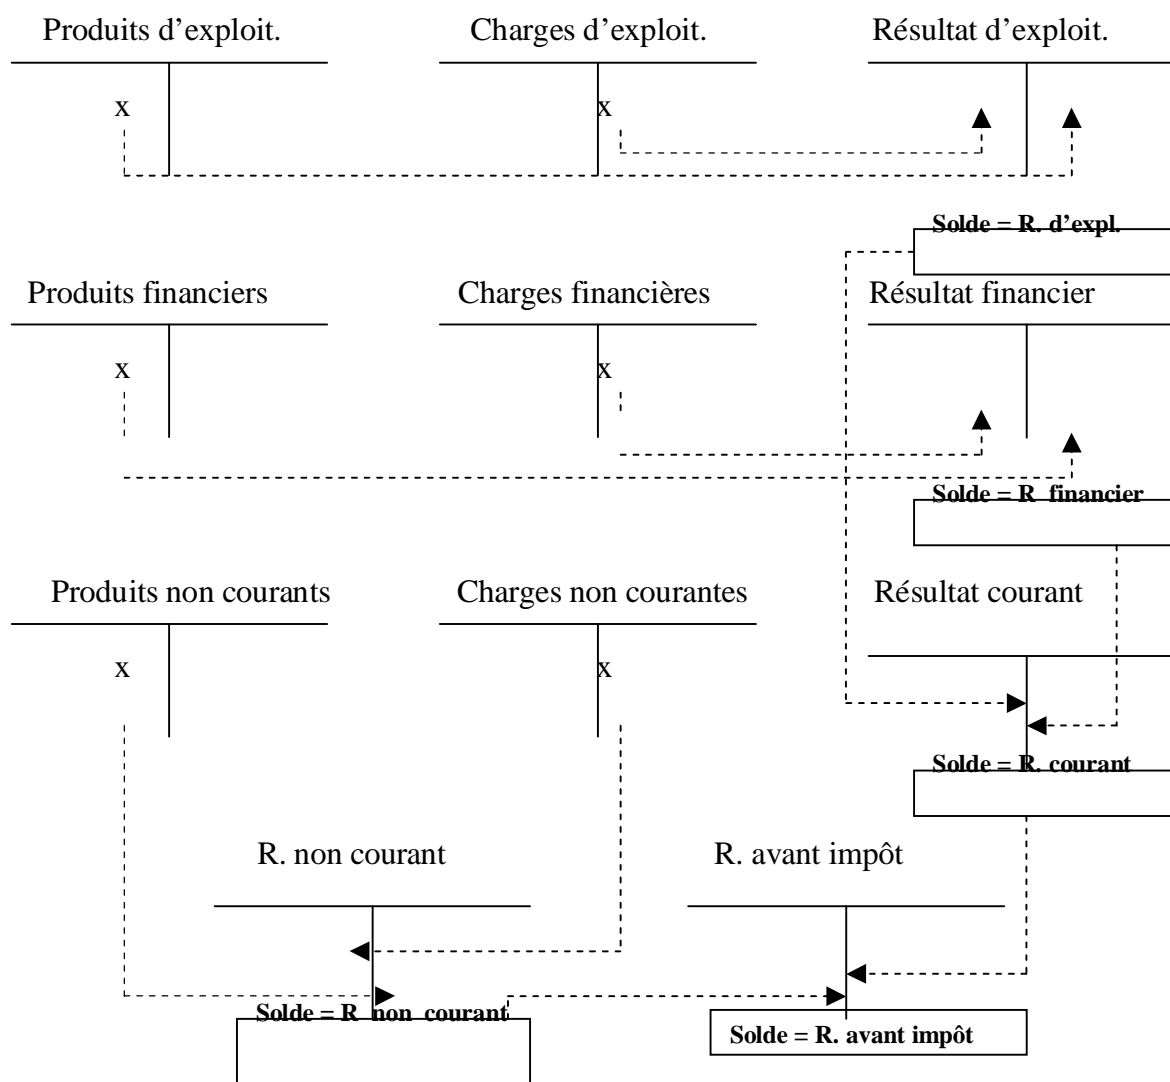 Produits d’exploit. Charges d’exploit. Résultat d’exploit.
x x
Solde = R. d’expl.
Produits financiers Charges financières Résultat financier
x x
Solde = R financier
Produits non courants Charges non courantes Résultat courant
x x
Solde = R. courant
R. non courant R. avant impôt
Solde = R non courant
Solde = R. avant impôt